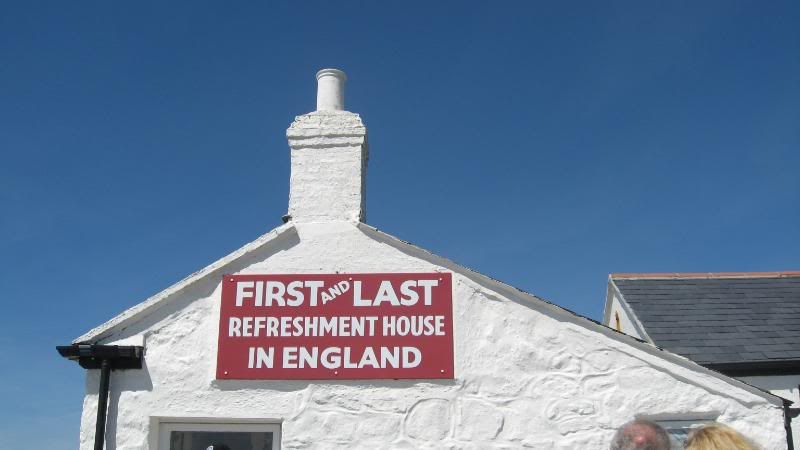 FIRST AND LAST
REFRESHMENT HOUSE
IN ENGLAND